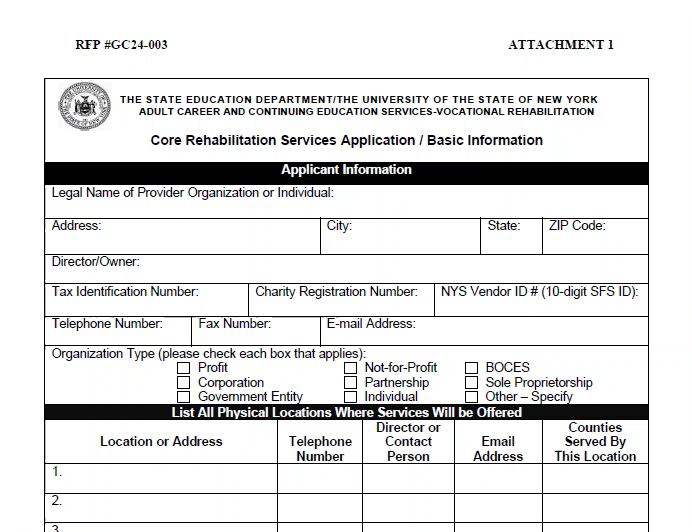 RFP #GC24-003 ATTACHMENT 1
THE STATE EDUCATION DEPARTMENT/THE UNIVERSITY OF THE STATE OF NEW YORK
ADULT CAREER AND CONTINUING EDUCATION SERVICES-VOCATIONAL REHABILITATION
Core Rehabilitation Services Application / Basic Information
Applicant Information
Legal Name of Provider Organization or Individual:
Address: City: State: ZIP Code:
Director/Owner:
Tax Identification Number: Charity Registration Number: NYS Vendor ID # (10-digit SFS ID):
Telephone Number: Fax Number: E-mail Address:
Organization Type (please check each box that applies):
Profit Not-for-Profit BOCES
Corporation Partnership Sole Proprietorship
Government Entity Individual Other – Specify
List All Physical Locations Where Services Will be Offered
Location or Address
Telephone
Number
Director or
Contact
Person
Email
Address
Counties
Served By
This Location
1.
2.
3.